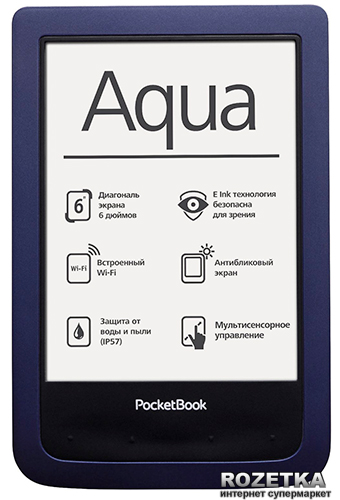 Aqua
6"
Диагональ
экрана
6 дюймов
E Ink технология
безопасна
для зрения
Wi-Fi
Встроенный
Wi-Fi
Антибликовый
экран
Защита от
воды и пыли
(IP57)
Мультисенсорное
управление
PocketBook
ROZETKA
интернет супермаркет